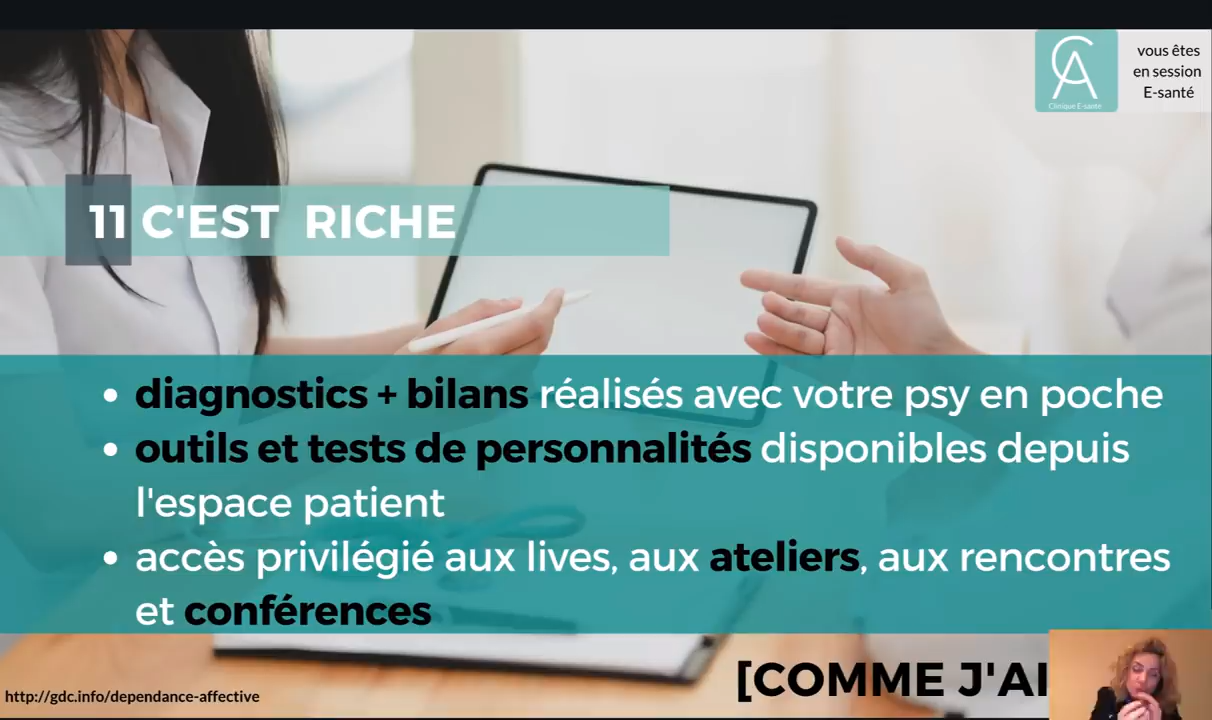 vous êtes
en session
E-santé
CA
Clinique E-santé
11 C'EST RICHE
diagnostics + bilans réalisés avec votre psy en poche
outils et tests de personnalités disponibles depuis
l'espace patient
accès privilégié aux lives, aux ateliers, aux rencontres
et conférences
[COMME J'AI
http://gdc.info/dependance-affective